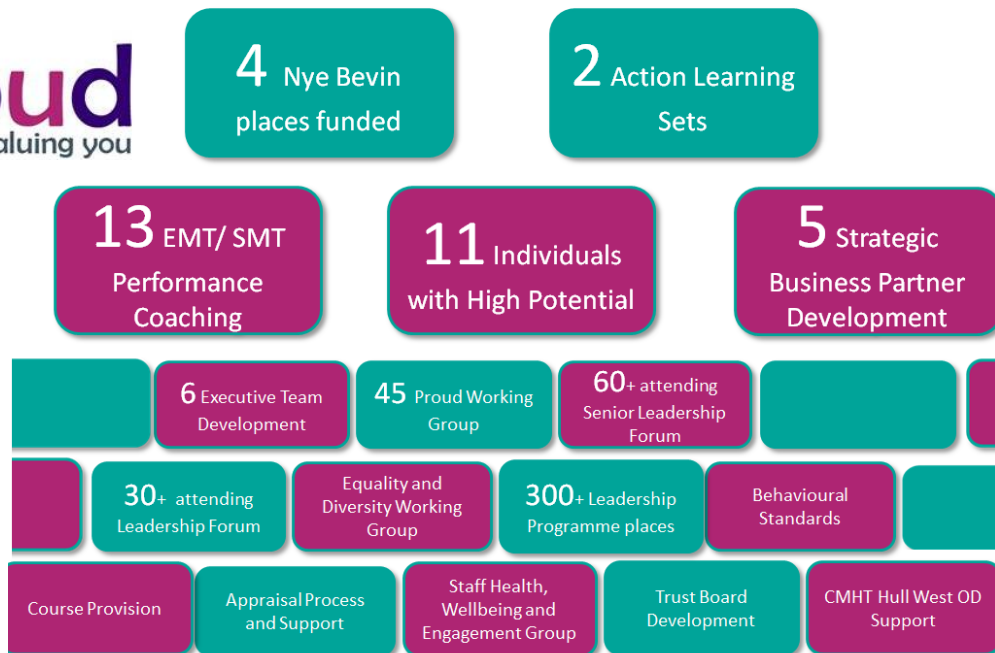 oud
aluing you
4 Nye Bevin
places funded
2 Action Learning
Sets
13 EMT/ SMT
Performance
Coaching
11 Individuals
with High Potential
5 Strategic
Business Partner
Development
6 Executive Team
Development
45 Proud Working
Group
60+ attending
Senior Leadership
Forum
30+ attending
Leadership Forum
Equality and
Diversity Working
Group
300+ Leadership
Programme places
Behavioural
Standards
Course Provision
Appraisal Process
and Support
Staff Health,
Wellbeing and
Engagement Group
Trust Board
Development
CMHT Hull West OD
Support